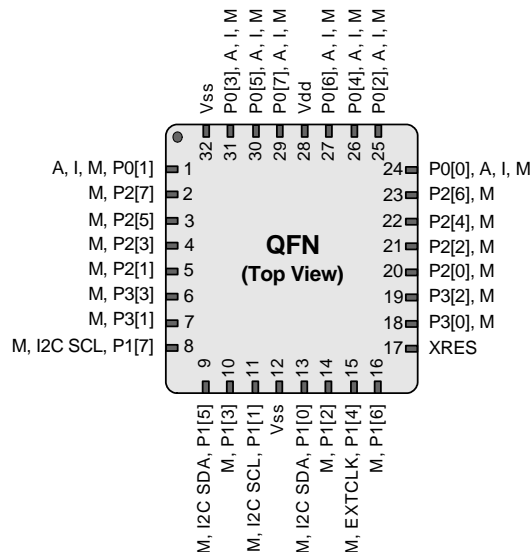 Vss
P0[3], A, I, M
P0[5], A, I, M
P0[7], A, I, M
Vdd
P0[6], A, I, M
P0[4], A, I, M
P0[2], A, I, M
32
31
30
29
28
27
26
25
A, I, M, P0[1]
1
M, P2[7]
2
M, P2[5]
3
M, P2[3]
4
M, P2[1]
5
M, P3[3]
6
M, P3[1]
7
M, I2C SCL, P1[7]
8
QFN
(Top View)
24
P0[0], A, I, M
23
P2[6], M
22
P2[4], M
21
P2[2], M
20
P2[0], M
19
P3[2], M
18
P3[0], M
17
XRES
9
10
11
12
13
14
15
16
M, I2C SDA, P1[5]
M, P1[3]
M, I2C SCL, P1[1]
Vss
M, I2C SDA, P1[0]
M, P1[2]
M, EXTCLK, P1[4]
M, P1[6]